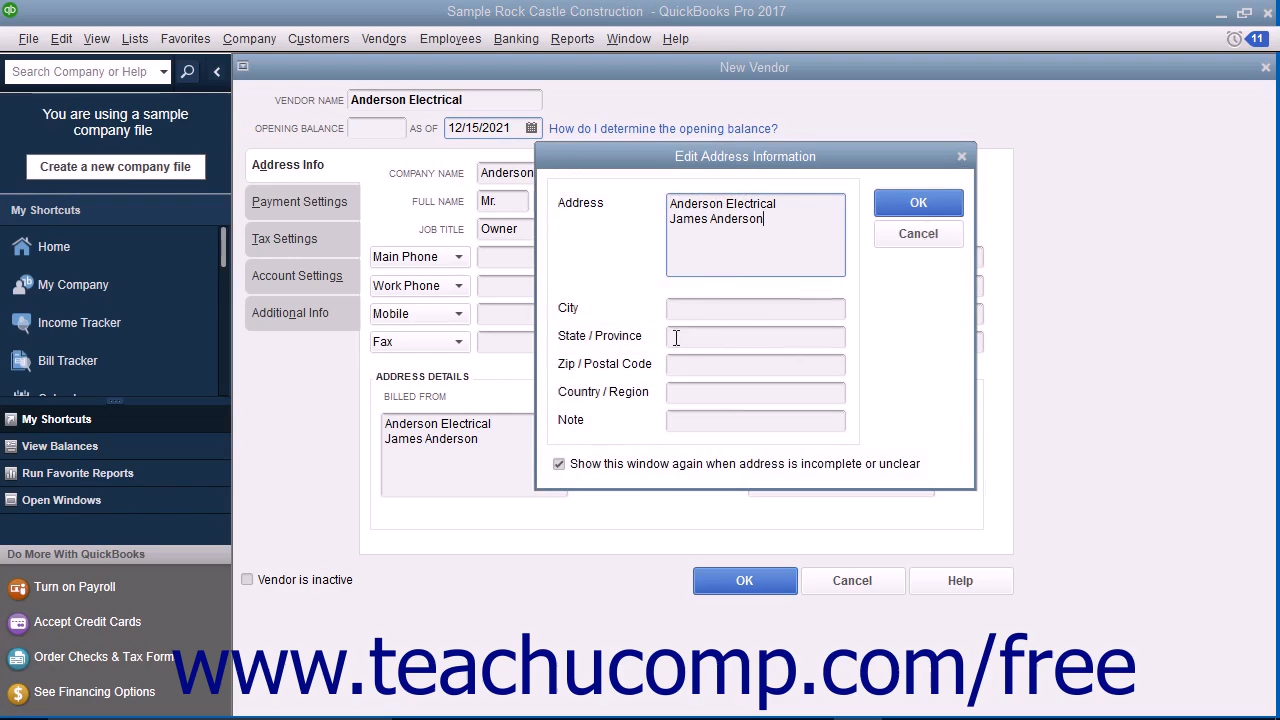 Sample Rock Castle Construction - QuickBooks Pro 2017
File Edit View Lists Favorites Company Customers Vendors Employees Banking Reports Window Help
11
Search Company or Help
You are using a sample
company file
Create a new company file
My Shortcuts
Home
My Company
Income Tracker
Bill Tracker
My Shortcuts
View Balances
Run Favorite Reports
Open Windows
Do More With QuickBooks
Turn on Payroll
Accept Credit Cards
Order Checks & Tax Form
See Financing Options
New Vendor
VENDOR NAME Anderson Electrical
OPENING BALANCE AS OF 12/15/2021 How do I determine the opening balance?
Address Info
Payment Settings
Tax Settings
Account Settings
Additional Info
COMPANY NAME Anderson
FULL NAME Mr.
JOB TITLE Owner
Main Phone
Work Phone
Mobile
Fax
ADDRESS DETAILS
BILLED FROM
Anderson Electrical
James Anderson
Edit Address Information
Address
Anderson Electrical
James Anderson
City
State / Province
Zip / Postal Code
Country / Region
Note
OK
Cancel
Show this window again when address is incomplete or unclear
Vendor is inactive
OK Cancel Help
www.teachucomp.com/free